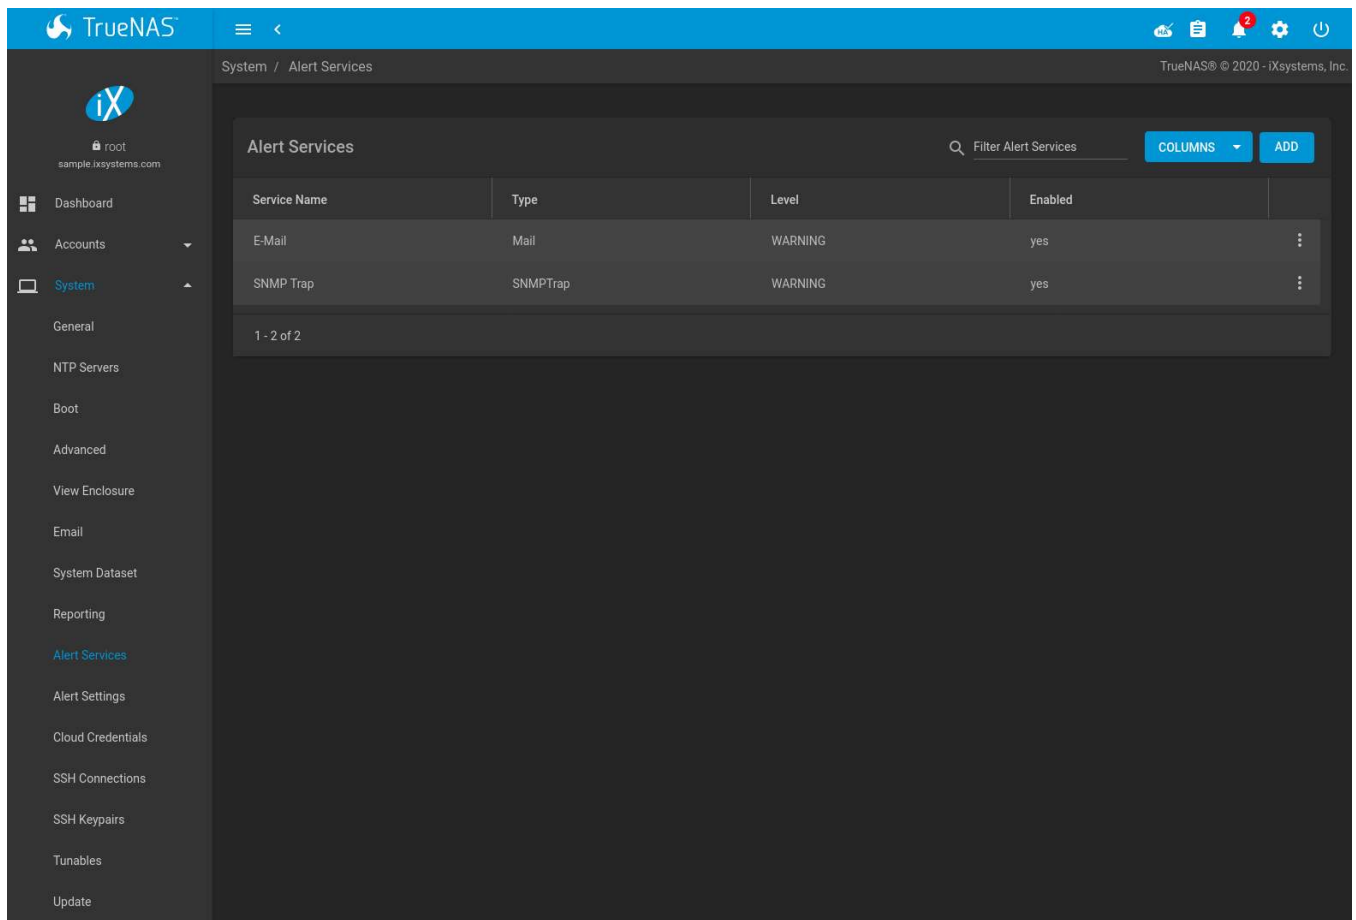 TrueNAS™
HA
2
System / Alert Services
TrueNAS® © 2020 - iXsystems, Inc.
iX
root
sample.ixsystems.com
Dashboard
Accounts
System
General
NTP Servers
Boot
Advanced
View Enclosure
Email
System Dataset
Reporting
Alert Services
Alert Settings
Cloud Credentials
SSH Connections
SSH Keypairs
Tunables
Update
Alert Services
Filter Alert Services
COLUMNS
ADD
Service Name Type Level Enabled
E-Mail Mail WARNING yes
SNMP Trap SNMPTrap WARNING yes
1 - 2 of 2